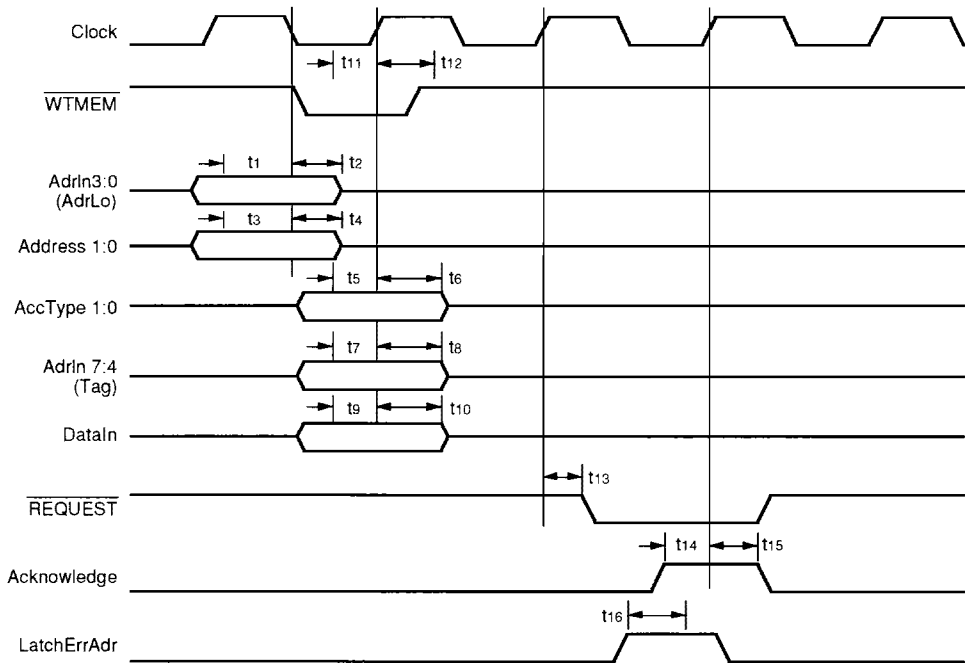 Clock
t11 t12
WTMEM
t1 t2
AdrIn3:0
(AdrLo)
t3 t4
Address 1:0
t5 t6
AccType 1:0
t7 t8
AdrIn 7:4
(Tag)
t9 t10
DataIn
t13
REQUEST
t14 t15
Acknowledge
t16
LatchErrAdr